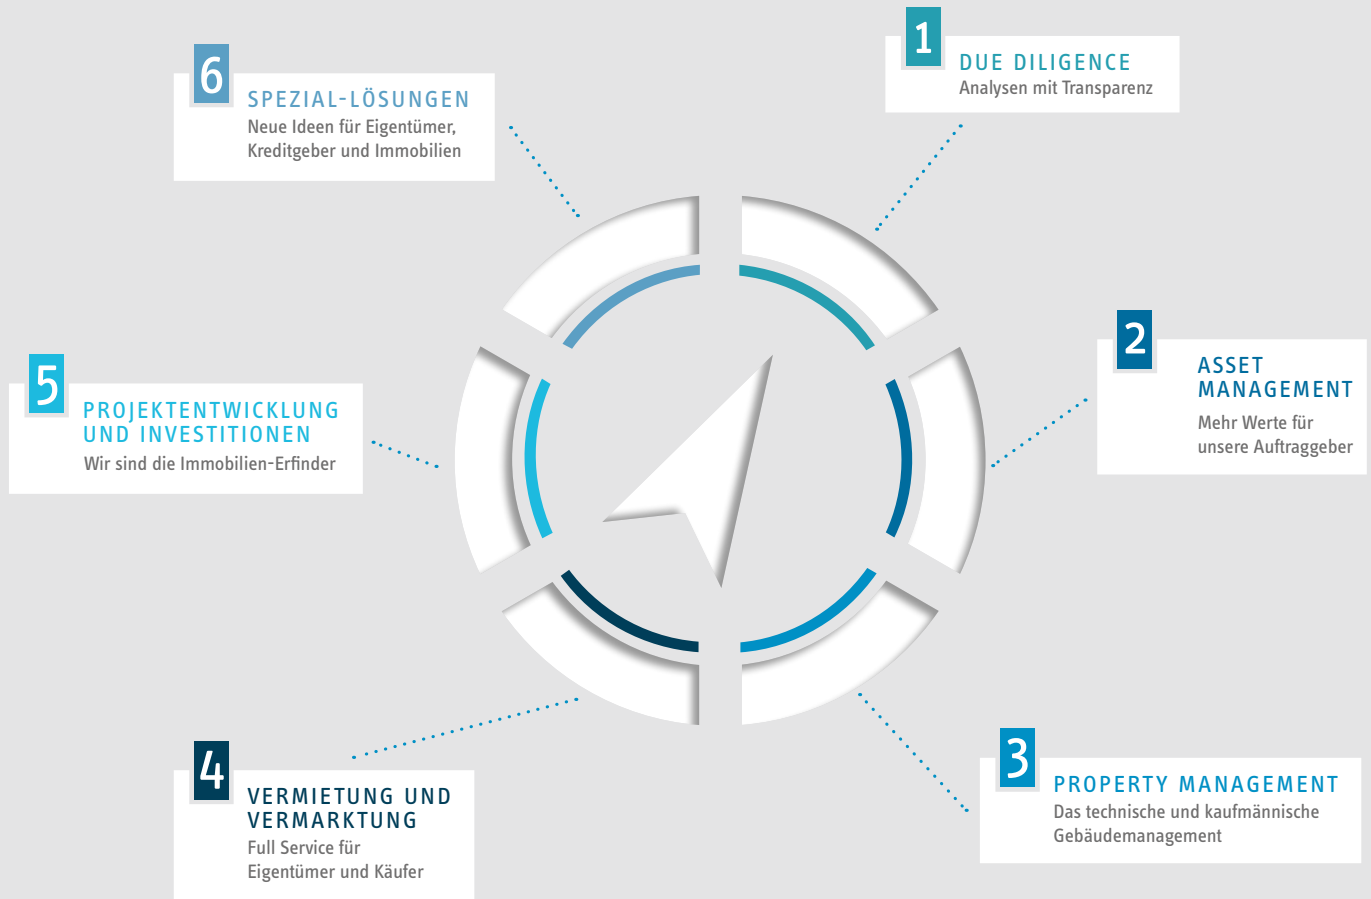 1
DUE DILIGENCE
Analysen mit Transparenz
2
ASSET
MANAGEMENT
Mehr Werte für
unsere Auftraggeber
3
PROPERTY MANAGEMENT
Das technische und kaufmännische
Gebäudemanagement
4
VERMIETUNG UND
VERMARKTUNG
Full Service für
Eigentümer und Käufer
5
PROJEKTENTWICKLUNG
UND INVESTITIONEN
Wir sind die Immobilien-Erfinder
6
SPEZIAL-LÖSUNGEN
Neue Ideen für Eigentümer,
Kreditgeber und Immobilien